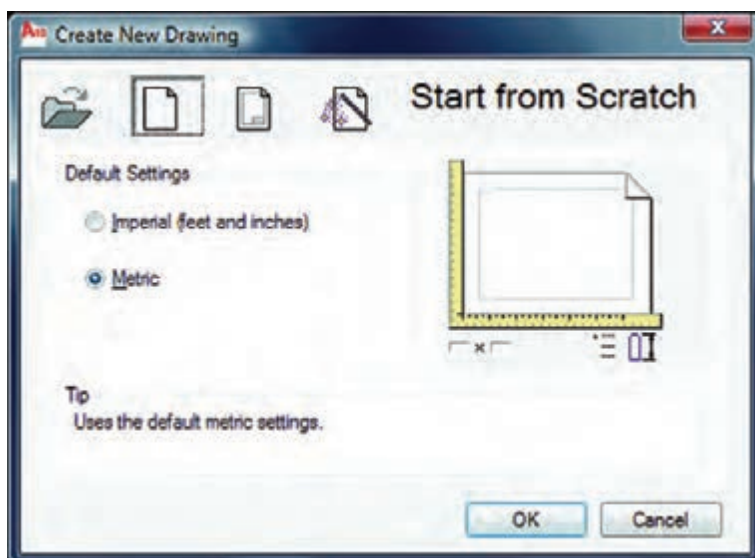 Create New Drawing
Start from Scratch
Default Settings
Imperial (feet and inches)
Metric
Tip
Uses the default metric settings.
OK
Cancel